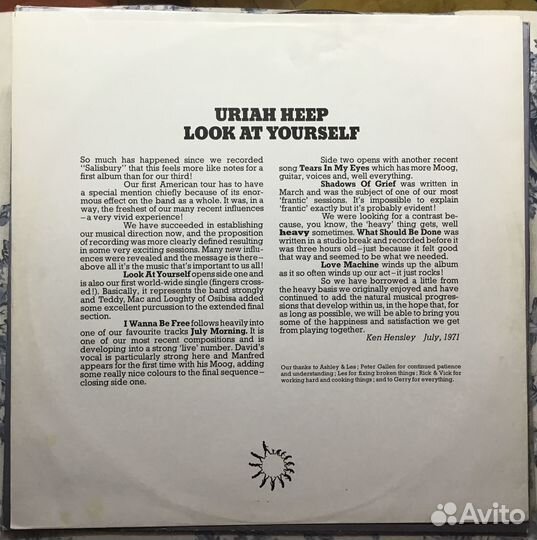 URIAH HEEP
LOOK AT YOURSELF
So much has happened since we recorded
"Salisbury" that this feels more like notes for a
first album than for our third!
Our first American tour has to have
a special mention chiefly because of its enor-
mous effect on the band as a whole. It was, in a
way, the freshest of our many recent influences
–a very vivid experience!
We have succeeded in establishing
our musical direction now, and the proposition
of recording was more clearly defined resulting
in some very exciting sessions. Many new influ-
ences were revealed and the message is there–
above all it's the music that's important to us all!
Look At Yourself opens side one and
is also our first world-wide single (fingers cross-
ed!). Basically, it represents the band strongly
and Teddy, Mac and Loughty of Osibisa added
some excellent purcussion to the extended final
section.
I Wanna Be Free follows heavily into
one of our favourite tracks July Morning. It is
one of our most recent compositions and is
developing into a strong 'live' number. David's
vocal is particularly strong here and Manfred
appears for the first time with his Moog, adding
some really nice colours to the final sequence–
closing side one.
Side two opens with another recent
song Tears In My Eyes which has more Moog,
guitar, voices and, well everything.
Shadows Of Grief was written in
March and was the subject of one of our most
'frantic' sessions. It's impossible to explain
'frantic' exactly but it's probably evident!
We were looking for a contrast be-
cause, you know, the 'heavy' thing gets, well
heavy sometimes. What Should Be Done was
written in a studio break and recorded before it
was three hours old–just because it felt good
that way and seemed to be what we needed.
Love Machine winds up the album
as it so often winds up our act–it just rocks!
So we have borrowed a little from
the heavy basis we originally enjoyed and have
continued to add the natural musical progres-
sions that develop within us, in the hope that, for
as long as possible, we will be able to bring you
some of the happiness and satisfaction we get
from playing together.
Ken Hensley July, 1971
Our thanks to Ashley & Les; Peter Gallen for continued patience
and understanding; Les for fixing broken things; Rick & Vick for
working hard and cooking things; and to Gerry for everything.
Avito